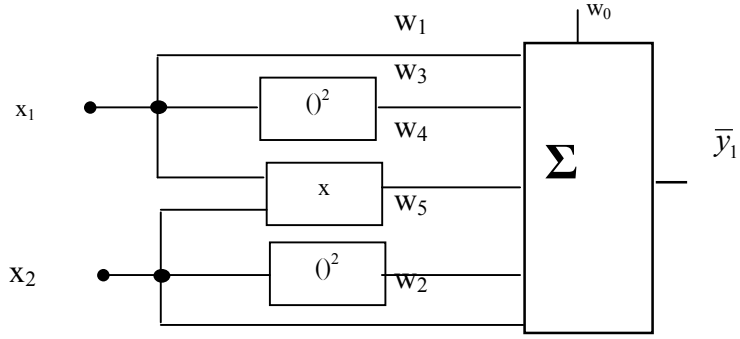 w₀
w₁
w₃
x₁
()²
w₄
ȳ₁
Σ
x
w₅
x₂
()²
w₂